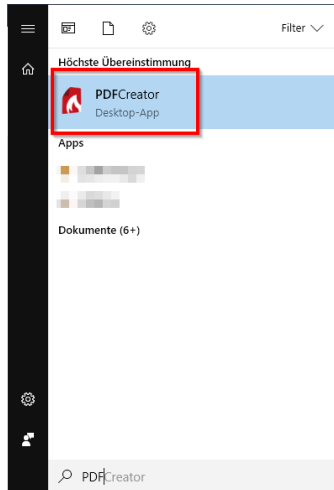 Filter
Höchste Übereinstimmung
PDFCreator
Desktop-App
Apps
Dokumente (6+)
PDFCreator